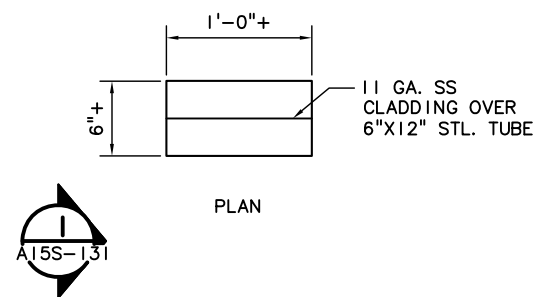 1'-0"+
6"+
11 GA. SS
CLADDING OVER
6"X12" STL. TUBE
PLAN
1
A15S-131